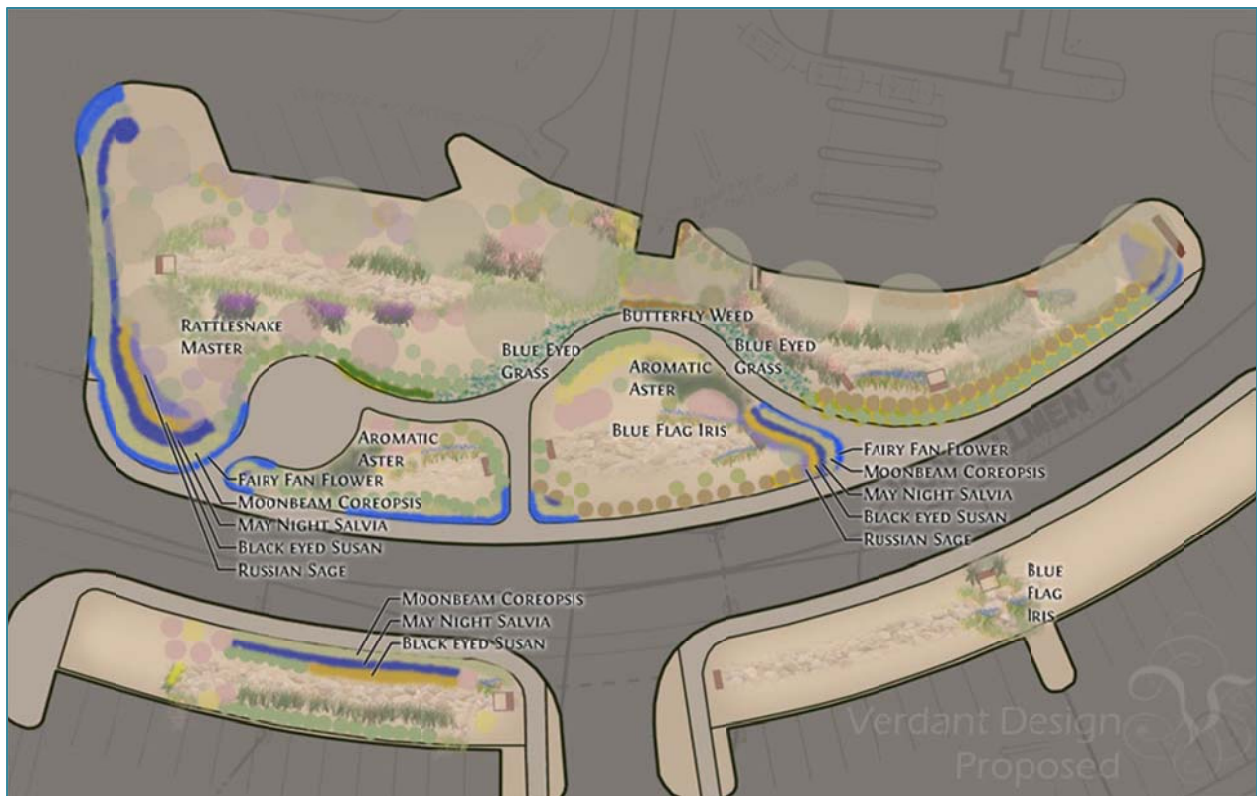 RATTLESNAKE
MASTER
BLUE EYED
GRASS
BUTTERFLY WEED
BLUE EYED
GRASS
AROMATIC
ASTER
BLUE FLAG IRIS
AROMATIC
ASTER
FAIRY FAN FLOWER
MOONBEAM COREOPSIS
MAY NIGHT SALVIA
BLACK EYED SUSAN
RUSSIAN SAGE
FAIRY FAN FLOWER
MOONBEAM COREOPSIS
MAY NIGHT SALVIA
BLACK EYED SUSAN
RUSSIAN SAGE
MOONBEAM COREOPSIS
MAY NIGHT SALVIA
BLACK EYED SUSAN
BLUE
FLAG
IRIS
Verdant Design
Proposed